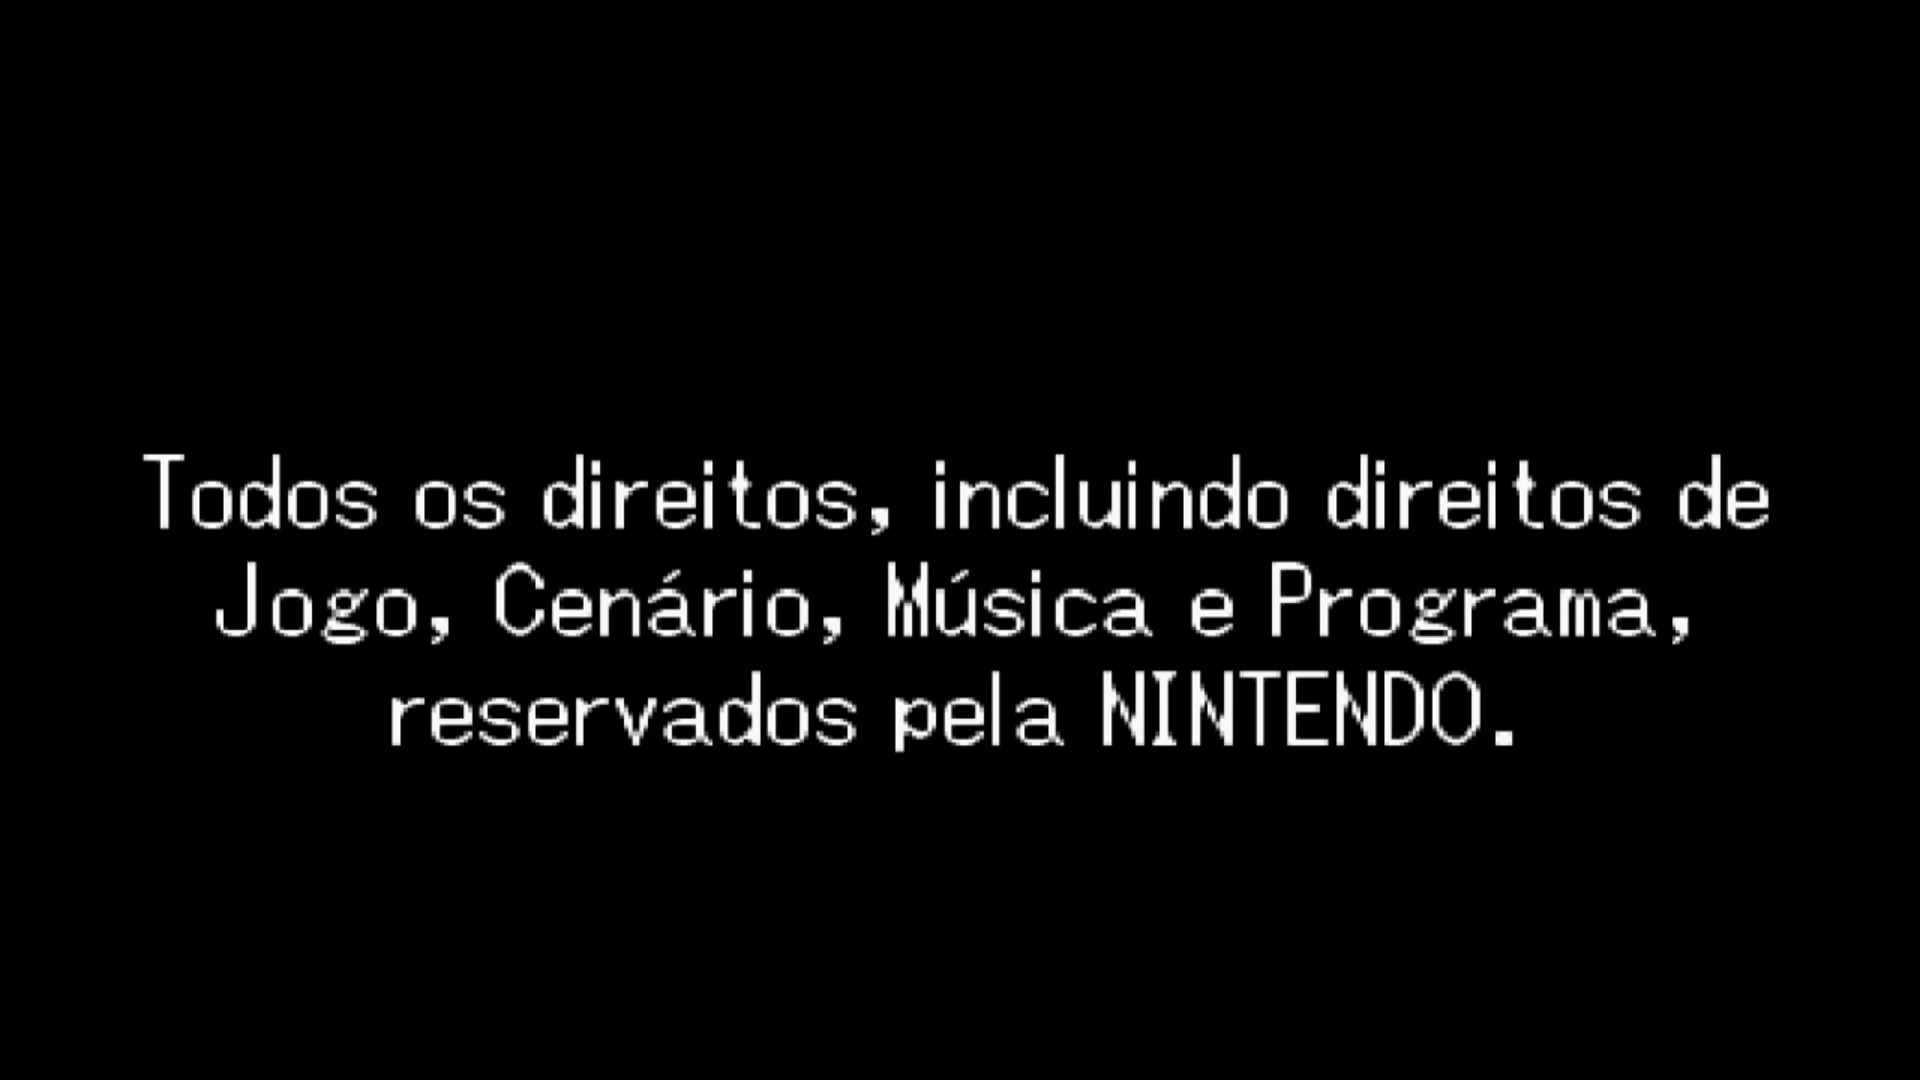 Todos os direitos, incluindo direitos de
Jogo, Cenário, Música e Programa,
reservados pela NINTENDO.